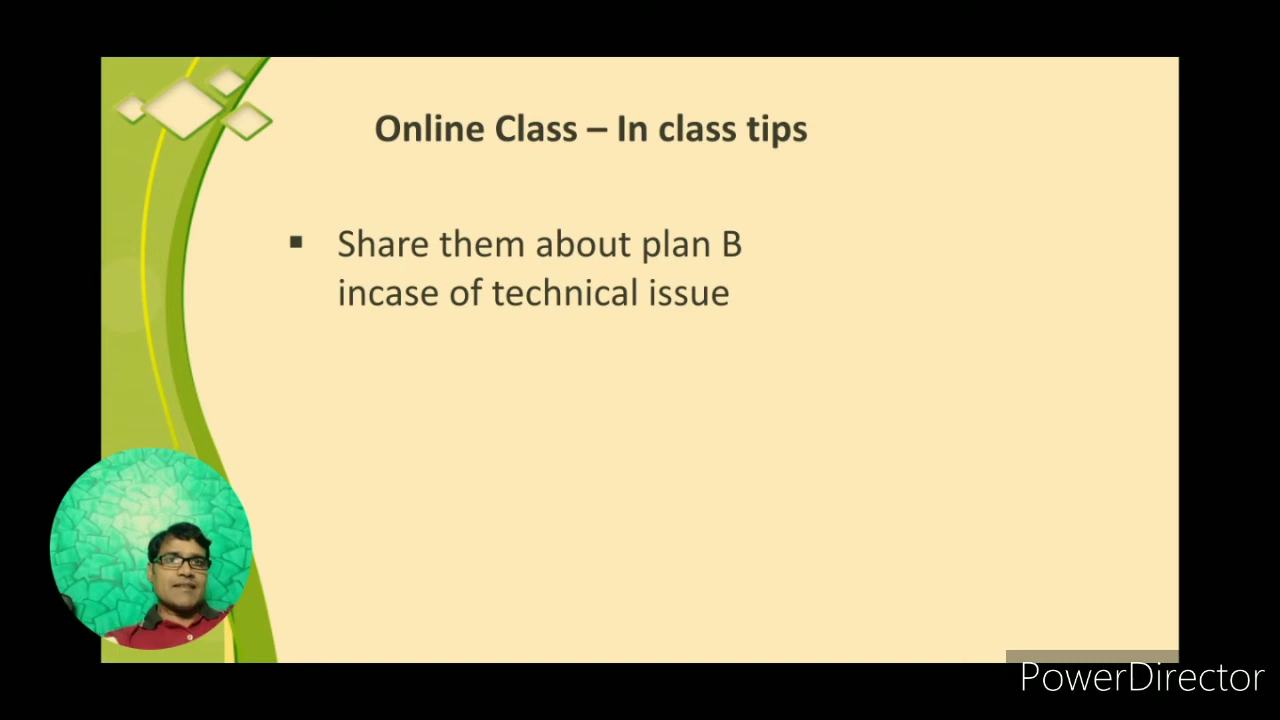 Online Class – In class tips
▪ Share them about plan B
incase of technical issue
PowerDirector